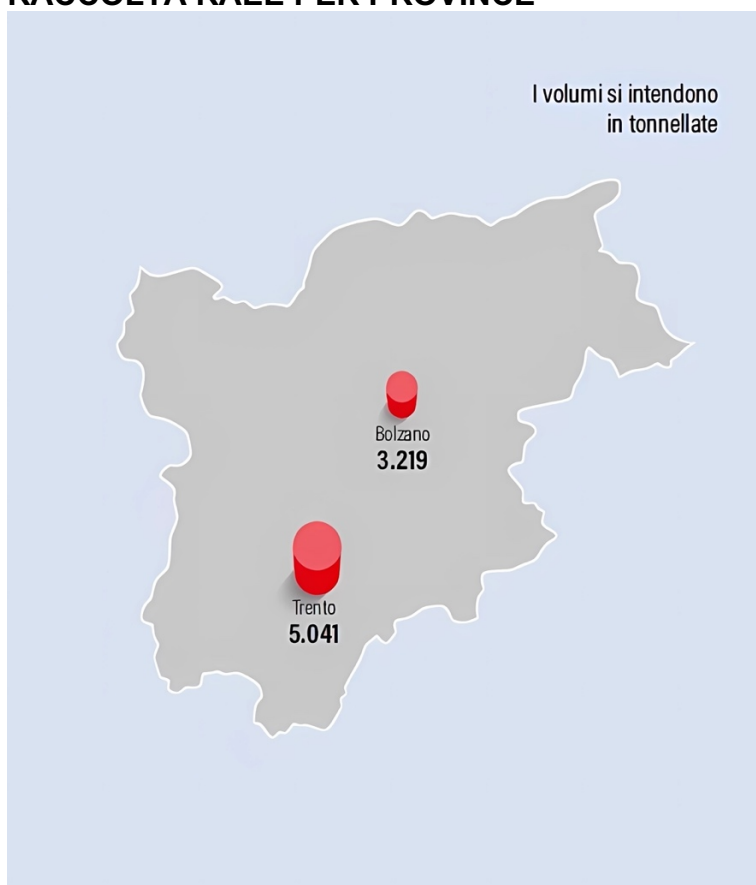 RACCOLTA RAEE PER PROVINCE
I volumi si intendono
in tonnellate
Bolzano
3.219
Trento
5.041